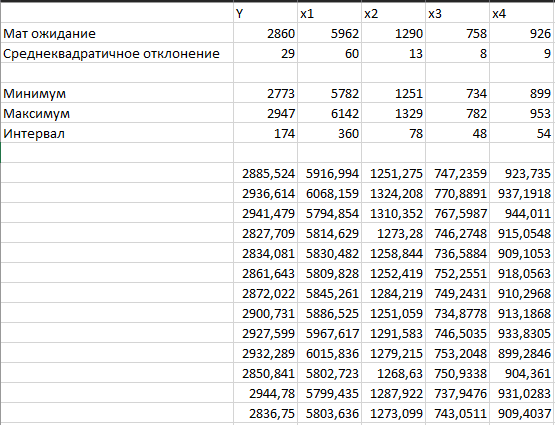 Y x1 x2 x3 x4
Мат ожидание 2860 5962 1290 758 926
Среднеквадратичное отклонение 29 60 13 8 9
Минимум 2773 5782 1251 734 899
Максимум 2947 6142 1329 782 953
Интервал 174 360 78 48 54
2885,524 5916,994 1251,275 747,2359 923,735
2936,614 6068,159 1324,208 770,8891 937,1918
2941,479 5794,854 1310,352 767,5987 944,011
2827,709 5814,629 1273,28 746,2748 915,0548
2834,081 5830,482 1258,844 736,5884 909,1053
2861,643 5809,828 1252,419 752,2551 918,0563
2872,022 5845,261 1284,219 749,2431 910,2968
2900,731 5886,525 1251,059 734,8778 913,1868
2927,599 5967,617 1291,583 746,5035 933,8305
2932,289 6015,836 1279,215 753,2048 899,2846
2850,841 5802,723 1268,63 750,9338 904,361
2944,78 5799,435 1287,922 737,9476 931,0283
2836,75 5803,636 1273,099 743,0511 909,4037